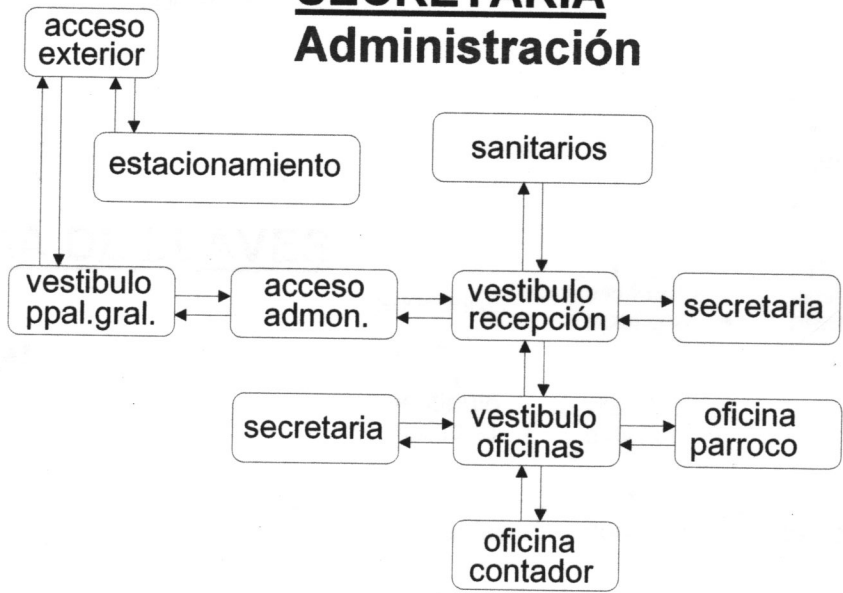 SECRETARIA
Administración
acceso
exterior
estacionamiento
sanitarios
vestibulo
ppal.gral.
acceso
admon.
vestibulo
recepción
secretaria
secretaria
vestibulo
oficinas
oficina
parroco
oficina
contador